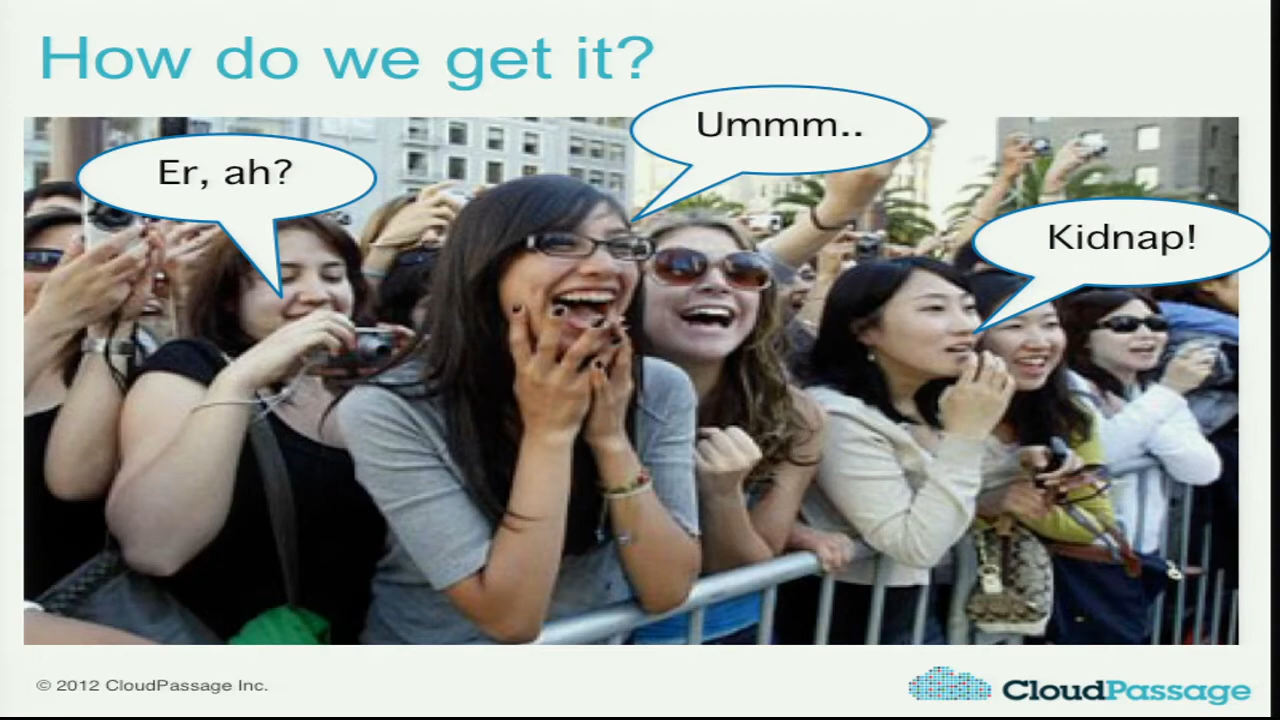 How do we get it?
Ummm..
Er, ah?
Kidnap!
© 2012 CloudPassage Inc.
CloudPassage